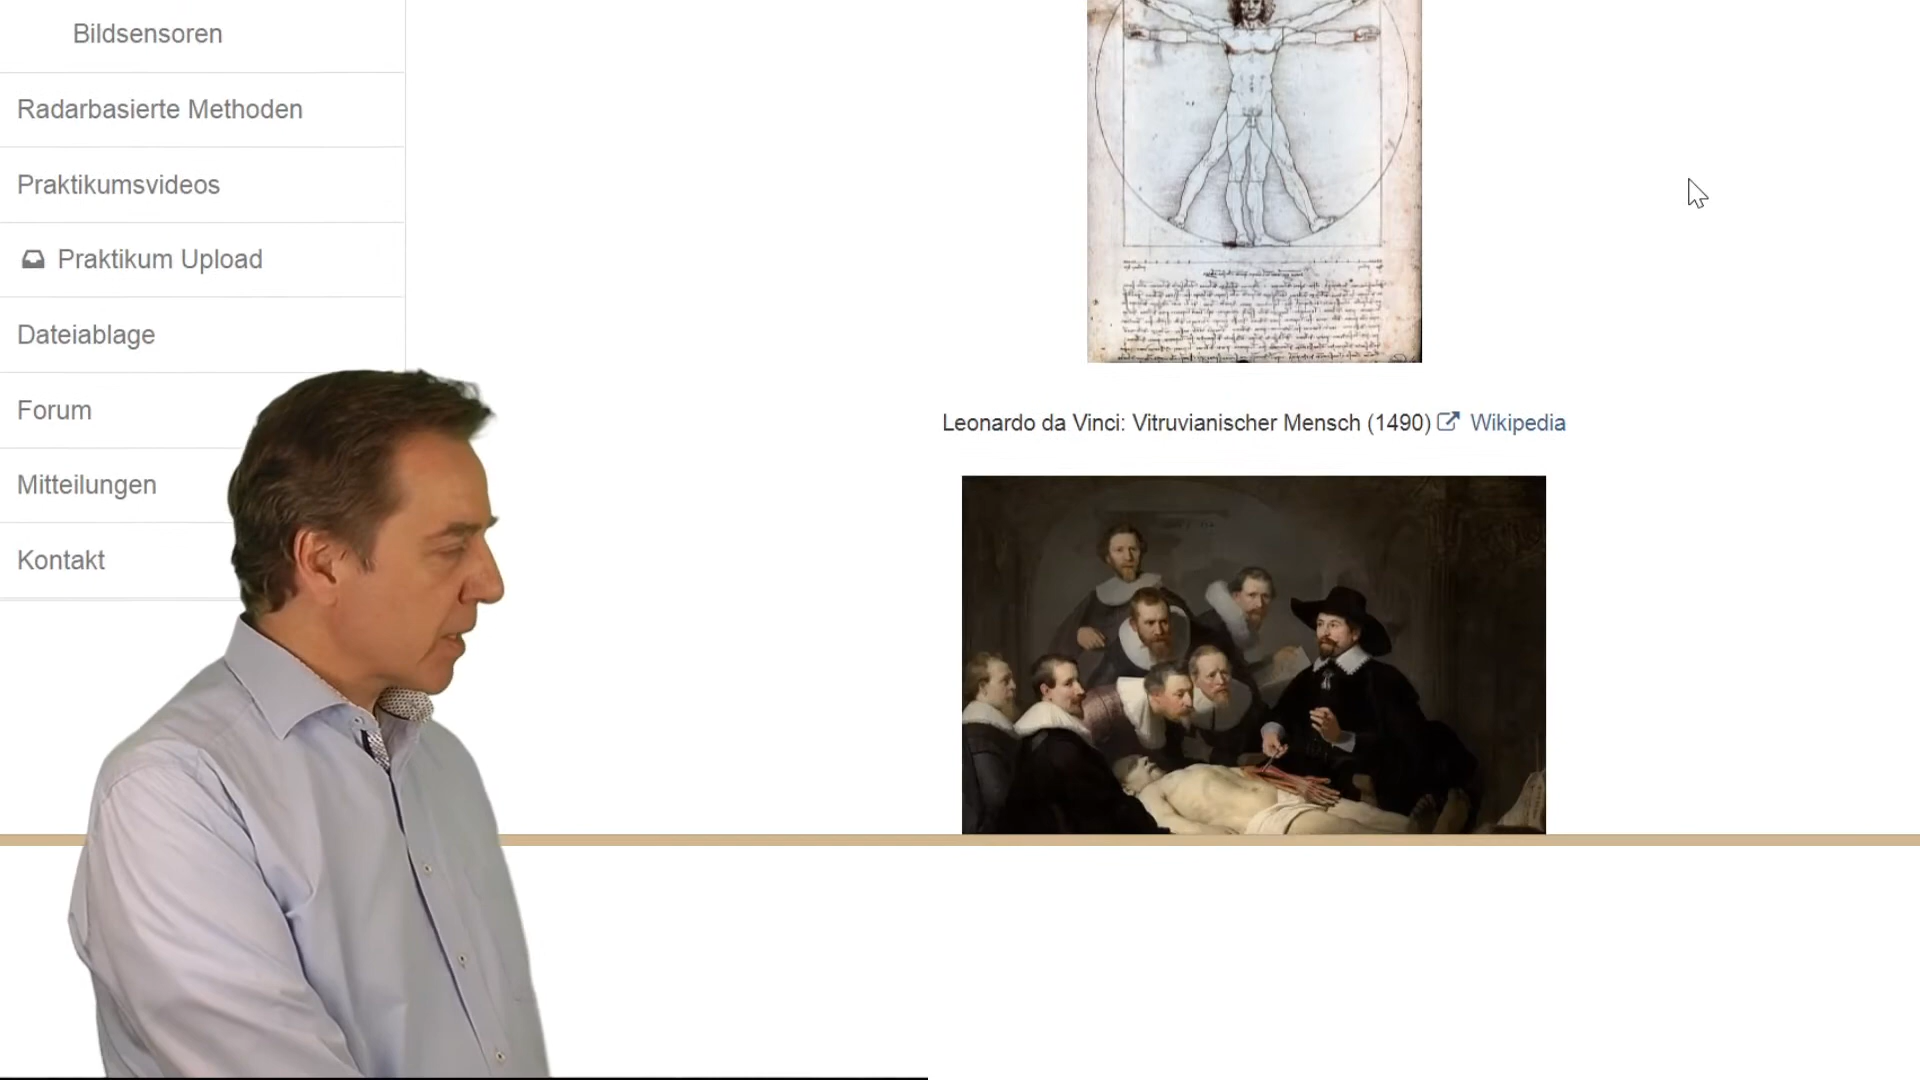 Bildsensoren
Radarbasierte Methoden
Praktikumsvideos
Praktikum Upload
Dateiablage
Forum
Mitteilungen
Kontakt
Leonardo da Vinci: Vitruvianischer Mensch (1490) Wikipedia